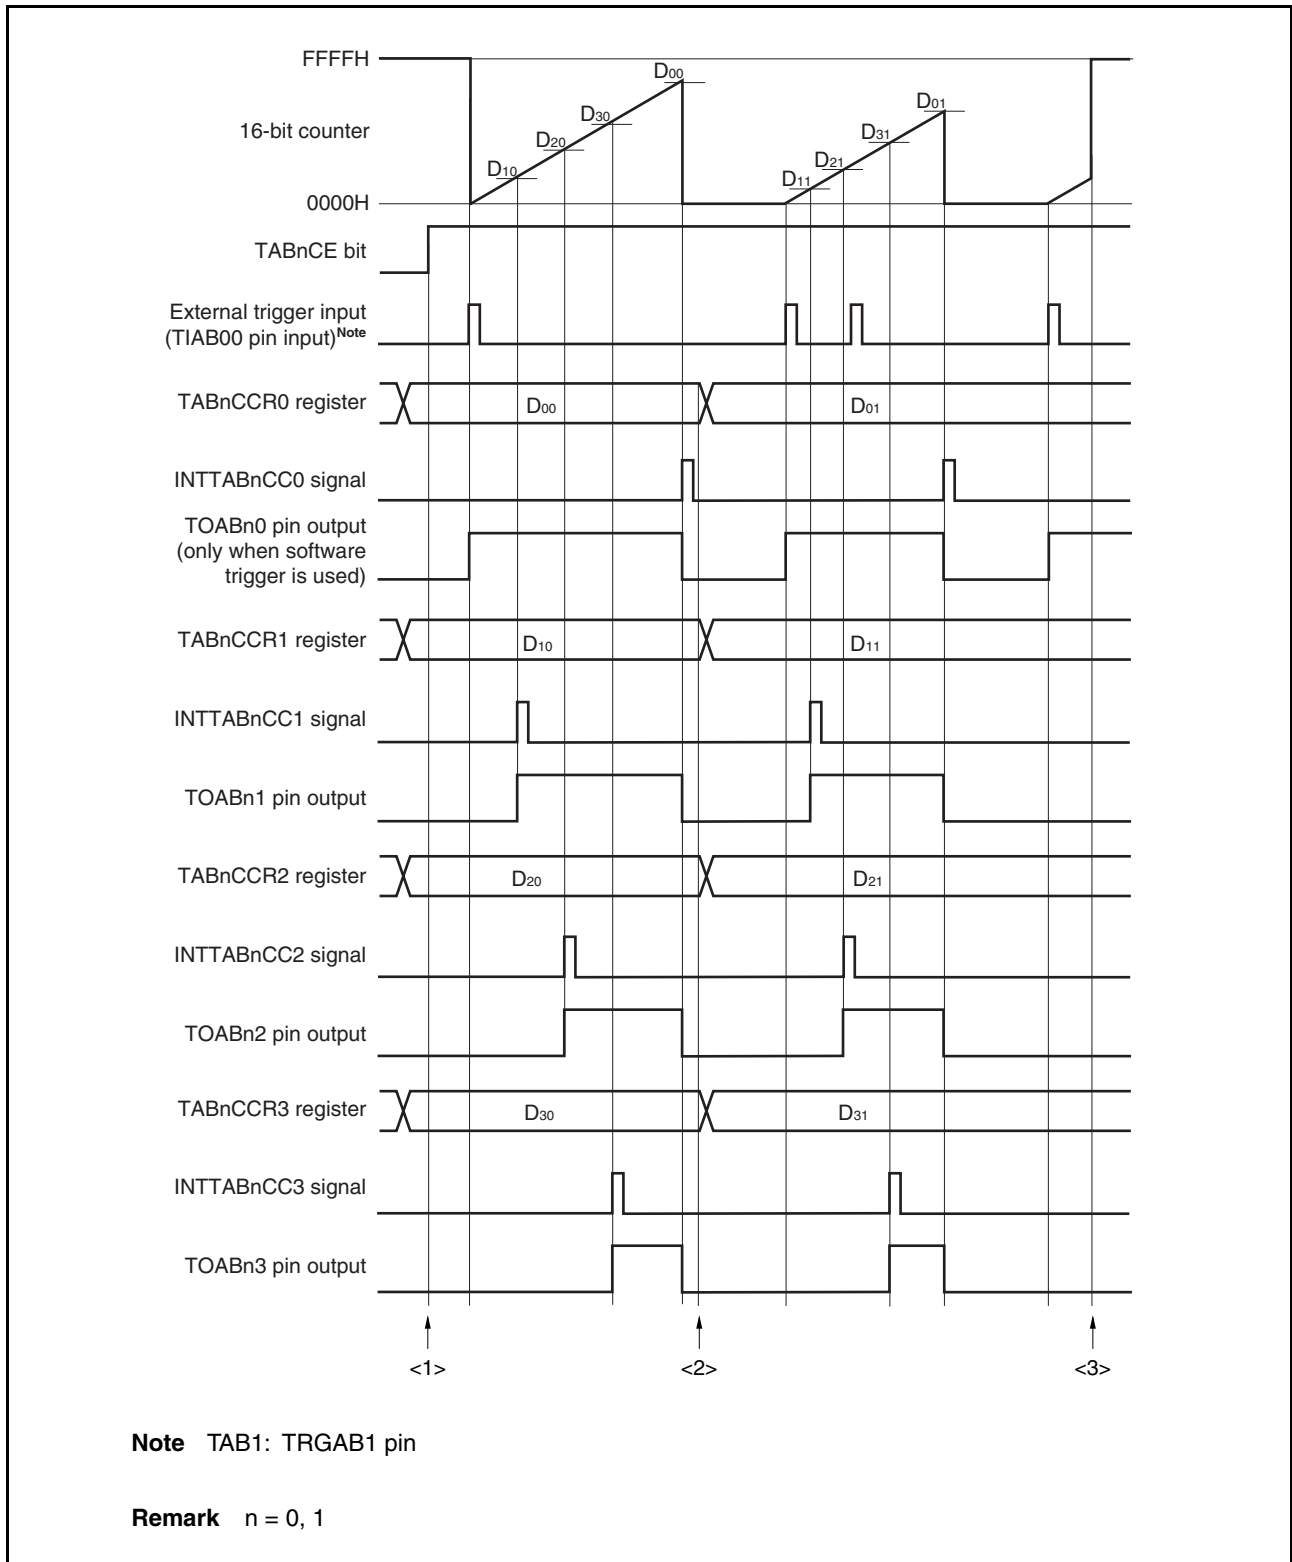 FFFFH
D00
D01
16-bit counter
D30
D31
D20
D21
D10
D11
0000H
TABnCE bit
External trigger input
(TIAB00 pin input)Note
TABnCCR0 register
D00
D01
INTTABnCC0 signal
TOABn0 pin output
(only when software
trigger is used)
TABnCCR1 register
D10
D11
INTTABnCC1 signal
TOABn1 pin output
TABnCCR2 register
D20
D21
INTTABnCC2 signal
TOABn2 pin output
TABnCCR3 register
D30
D31
INTTABnCC3 signal
TOABn3 pin output
<1>
<2>
<3>
Note TAB1: TRGAB1 pin
Remark n = 0, 1